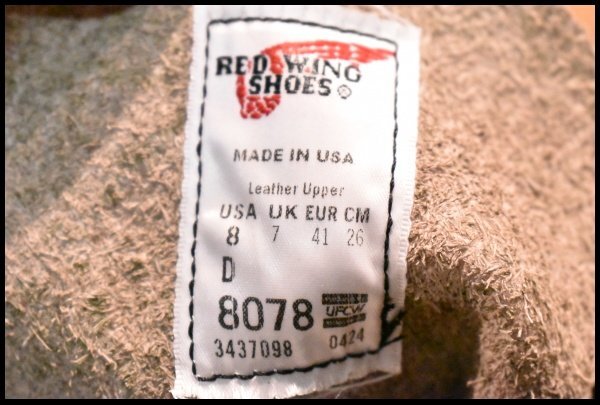 RED WING
SHOES ®
MADE IN USA
Leather Upper
USA UK EUR CM
8 7 41 26
D
8078 UFCW
3437098 0424